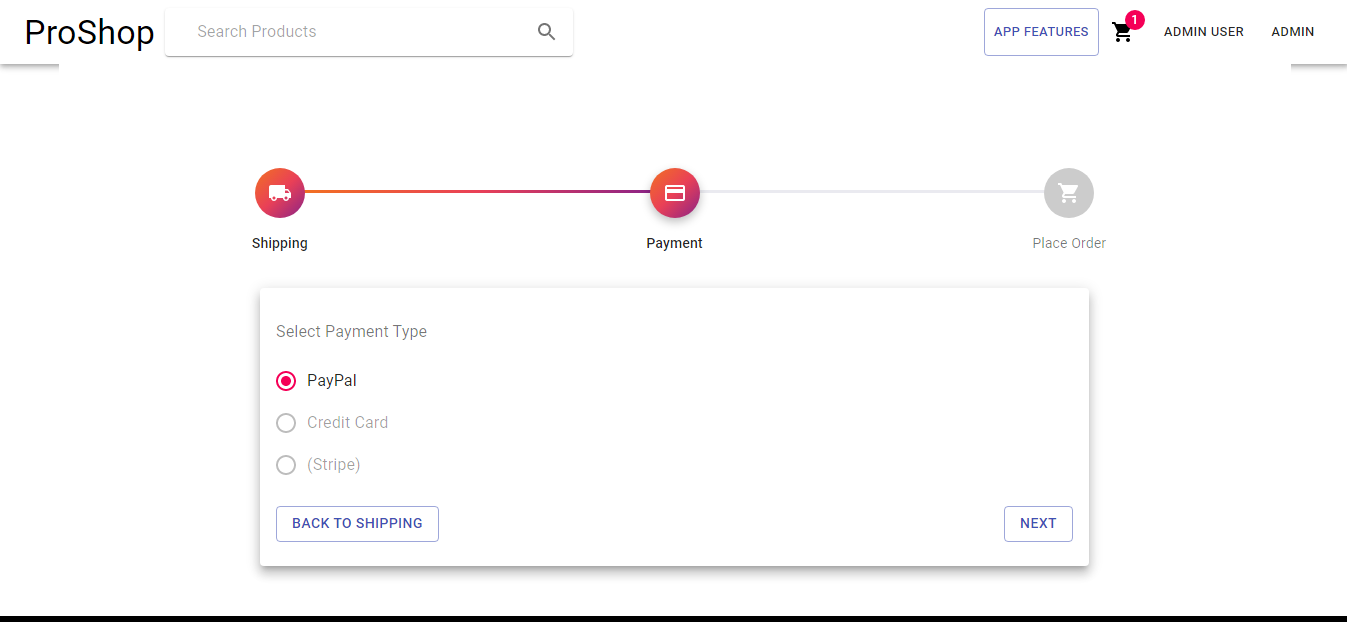 ProShop
Search Products
APP FEATURES
1
ADMIN USER
ADMIN
Shipping
Payment
Place Order
Select Payment Type
PayPal
Credit Card
(Stripe)
BACK TO SHIPPING
NEXT